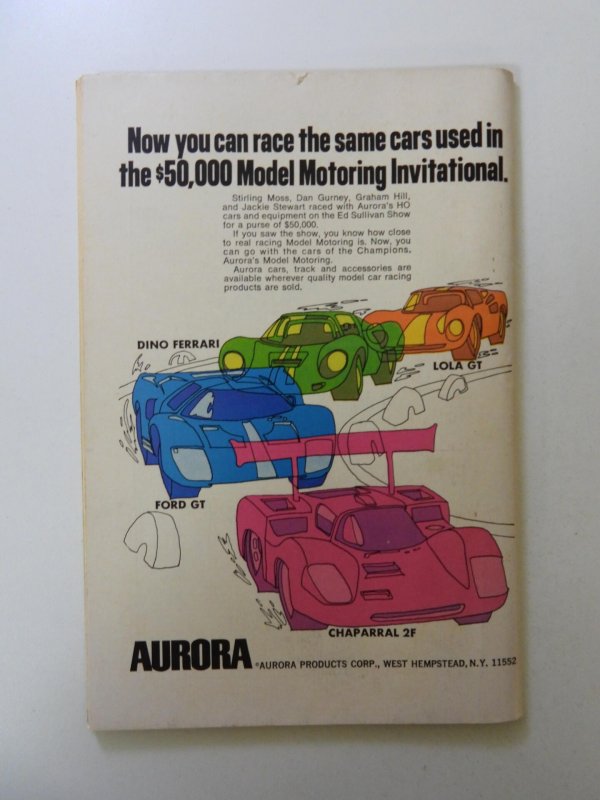 Now you can race the same cars used in
the $50,000 Model Motoring Invitational.
Stirling Moss, Dan Gurney, Graham Hill,
and Jackie Stewart raced with Aurora's HO
cars and equipment on the Ed Sullivan Show
for a purse of $50,000.
If you saw the show, you know how close
to real racing Model Motoring is. Now, you
can go with the cars of the Champions.
Aurora's Model Motoring.
Aurora cars, track and accessories are
available wherever quality model car racing
products are sold.
DINO FERRARI
LOLA GT
FORD GT
CHAPARRAL 2F
AURORA ©AURORA PRODUCTS CORP., WEST HEMPSTEAD, N.Y. 11552